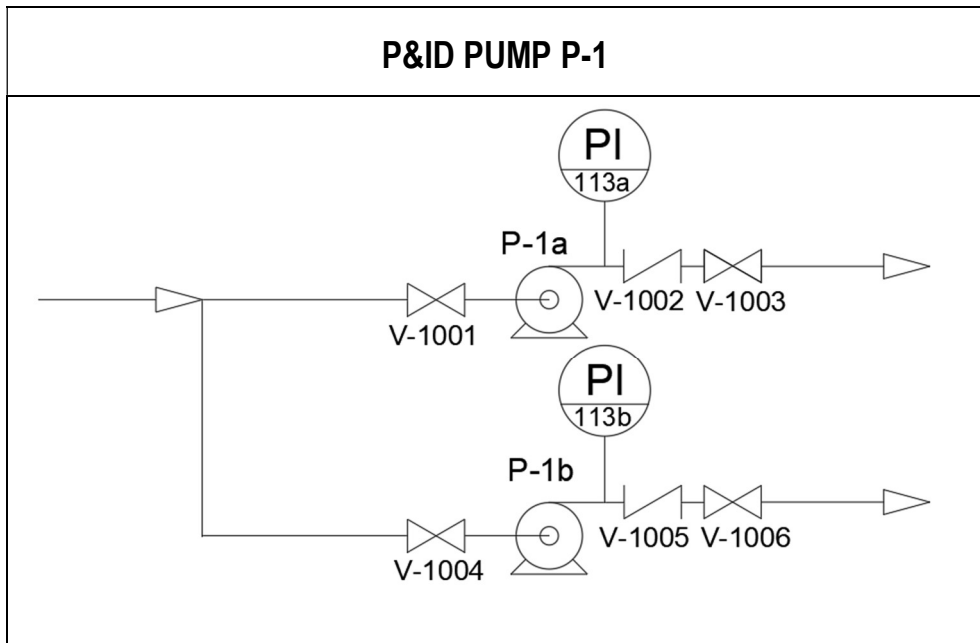 P&ID PUMP P-1
PI
113a
P-1a
V-1002 V-1003
V-1001
PI
113b
P-1b
V-1005 V-1006
V-1004